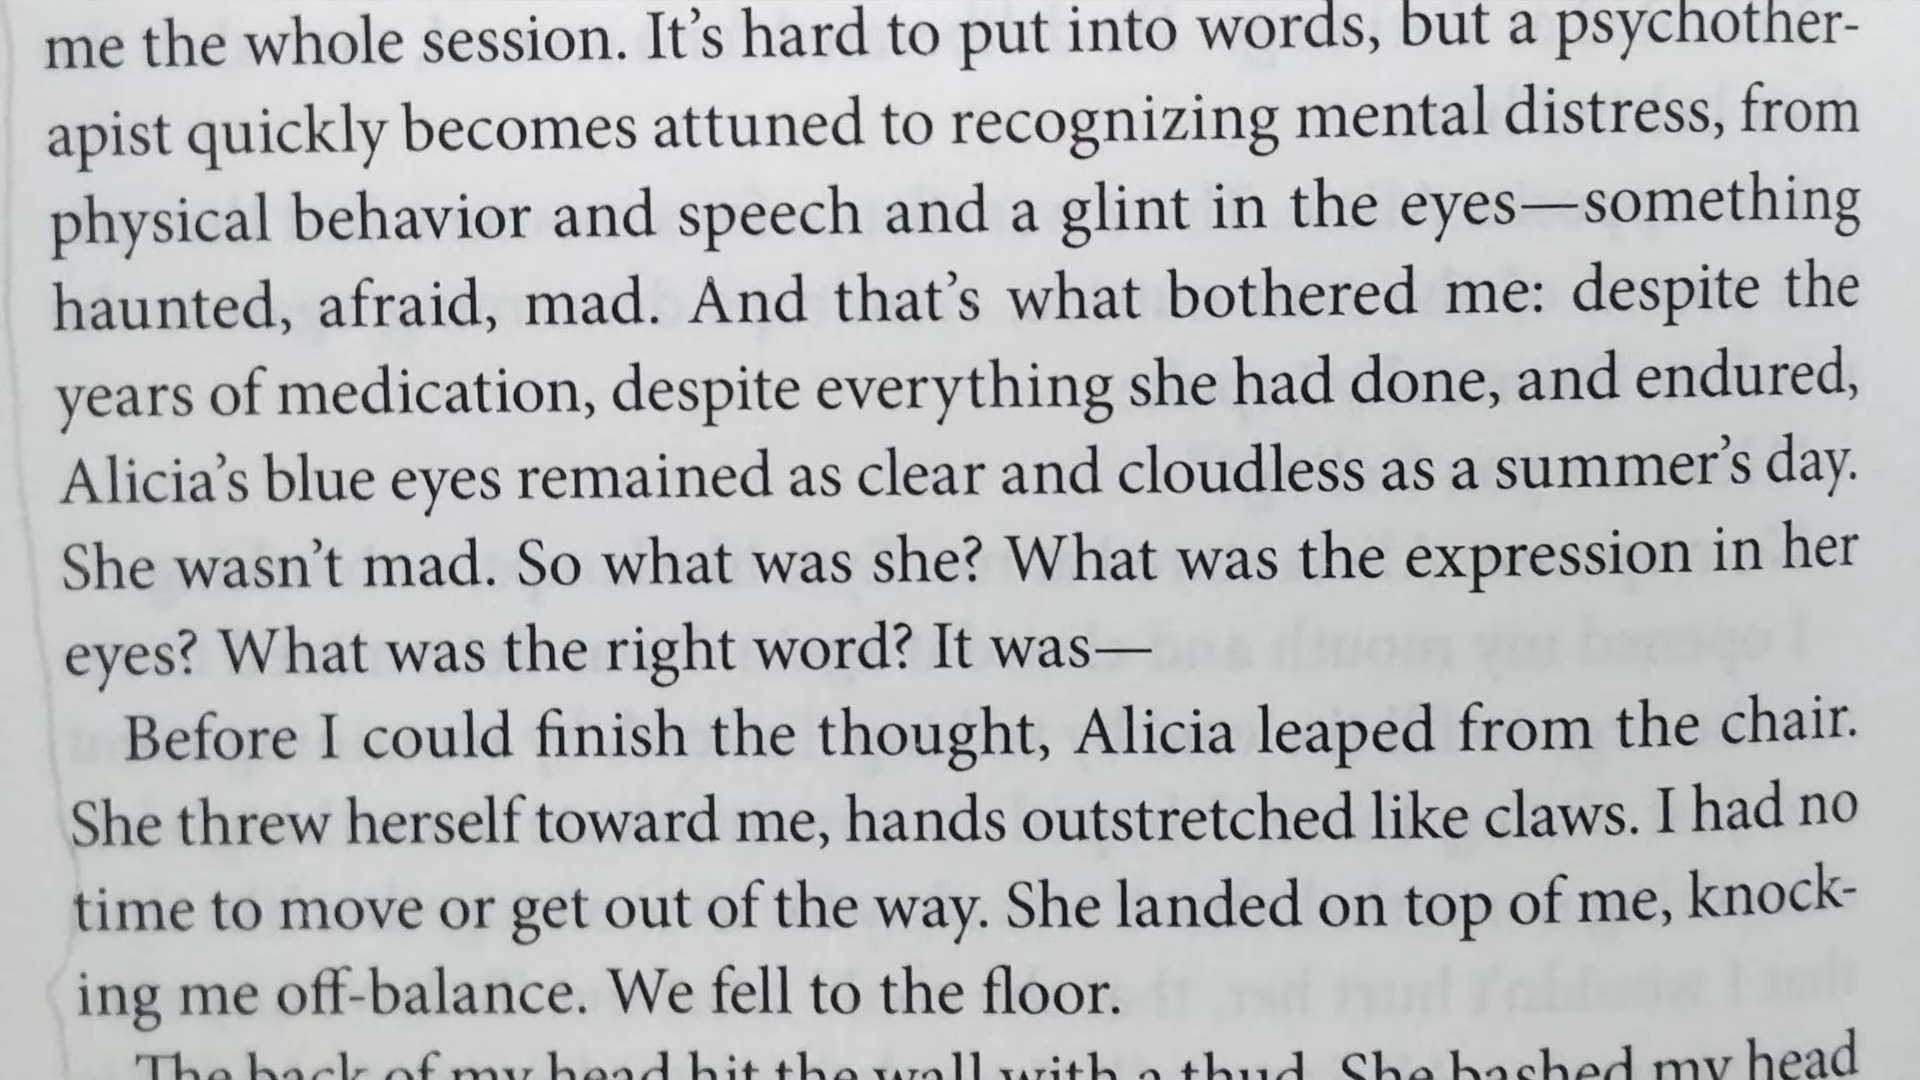 me the whole session. It’s hard to put into words, but a psychother-
apist quickly becomes attuned to recognizing mental distress, from
physical behavior and speech and a glint in the eyes—something
haunted, afraid, mad. And that’s what bothered me: despite the
years of medication, despite everything she had done, and endured,
Alicia’s blue eyes remained as clear and cloudless as a summer’s day.
She wasn’t mad. So what was she? What was the expression in her
eyes? What was the right word? It was—
Before I could finish the thought, Alicia leaped from the chair.
She threw herself toward me, hands outstretched like claws. I had no
time to move or get out of the way. She landed on top of me, knock-
ing me off-balance. We fell to the floor.
The back of my head hit the wall with a thud. She bashed my head